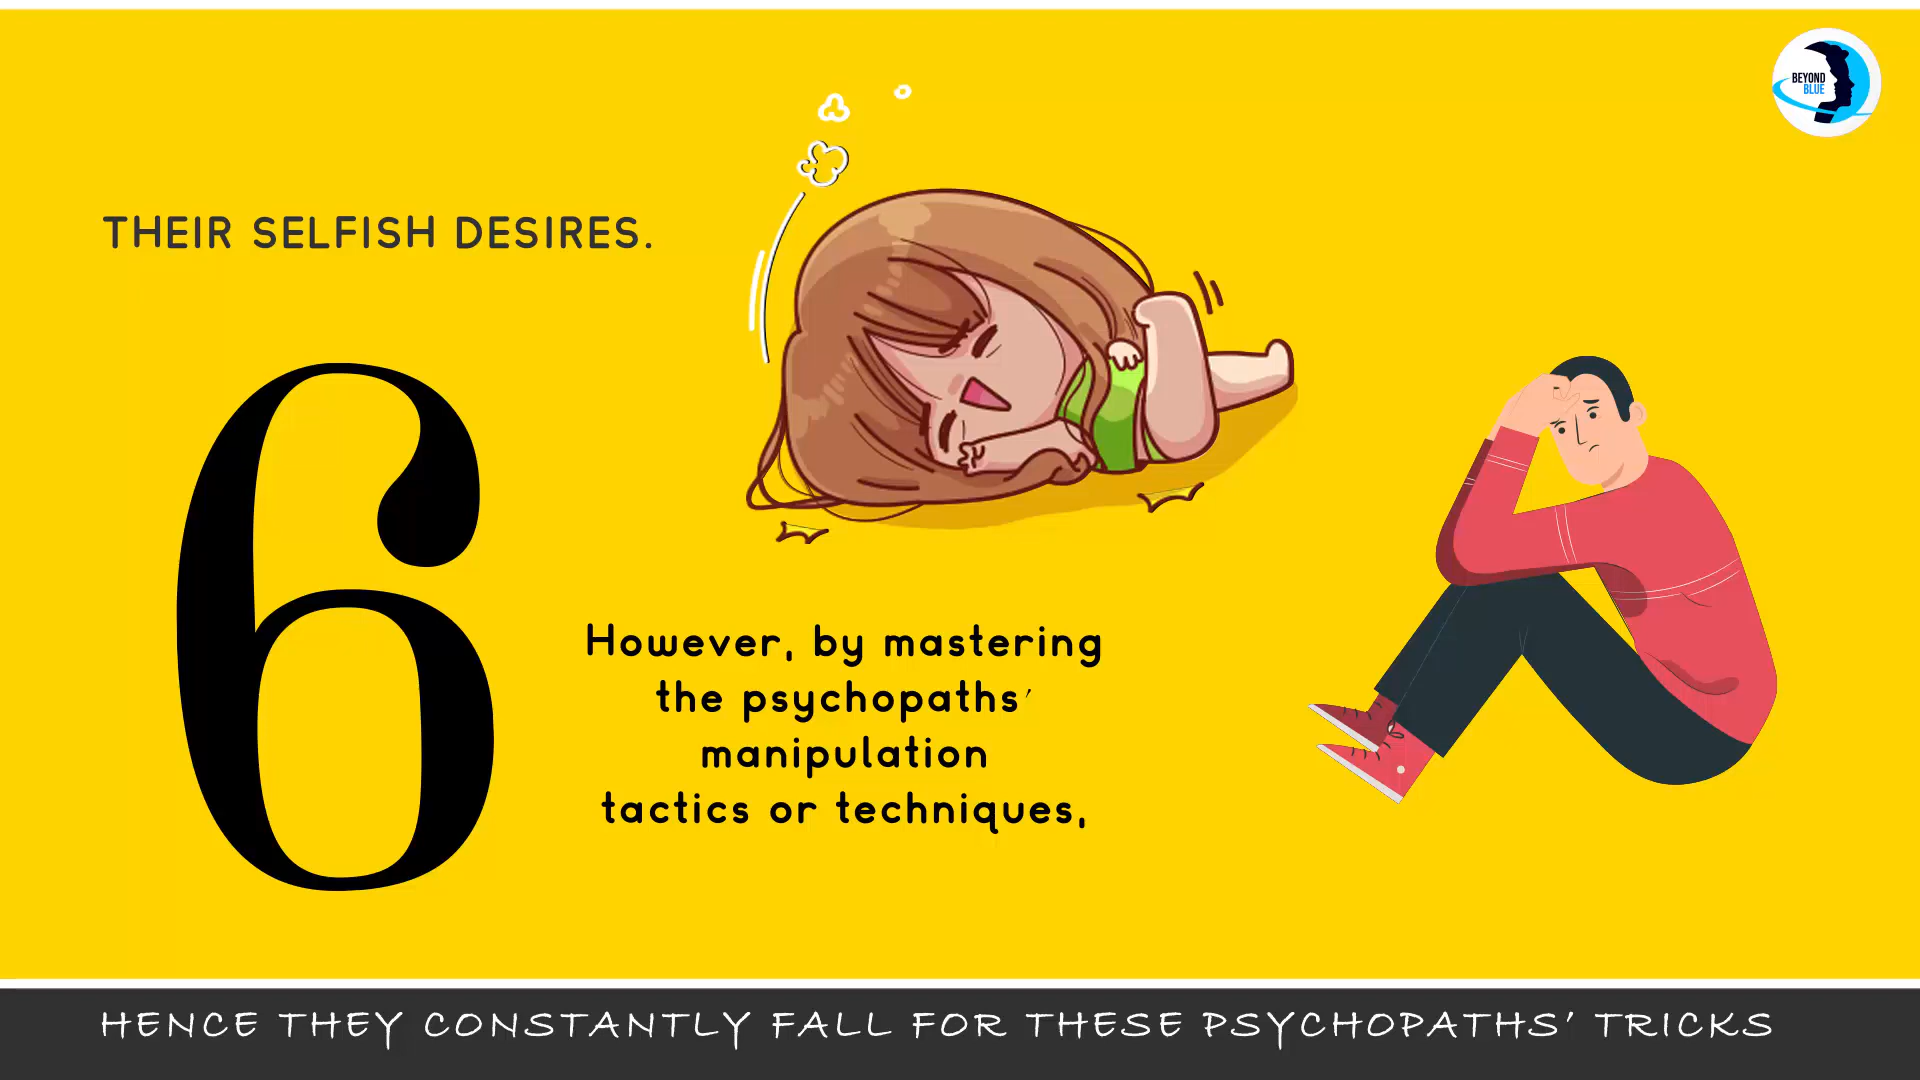 BEYOND
BLUE
THEIR SELFISH DESIRES.
6
However, by mastering
the psychopaths'
manipulation
tactics or techniques,
HENCE THEY CONSTANTLY FALL FOR THESE PSYCHOPATHS' TRICKS